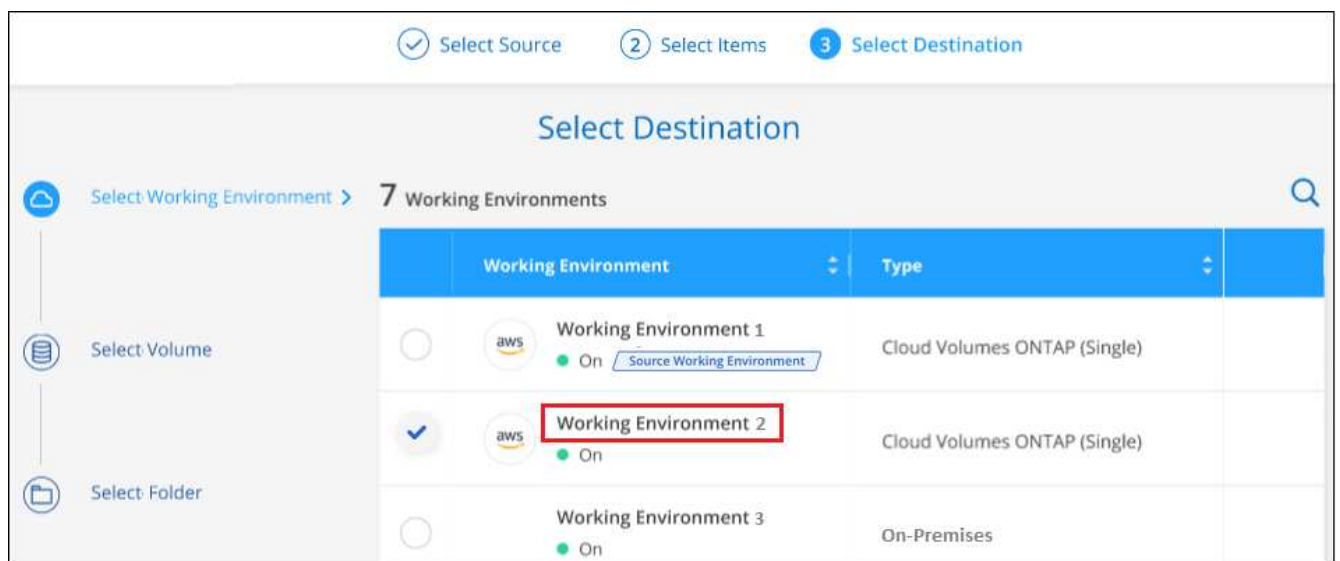 Select Source 2 Select Items 3 Select Destination
Select Destination
Select Working Environment >
7 Working Environments
Working Environment Type
Working Environment 1
aws
On Source Working Environment
Cloud Volumes ONTAP (Single)
Select Volume
Working Environment 2
aws
On
Cloud Volumes ONTAP (Single)
Select Folder
Working Environment 3
On
On-Premises